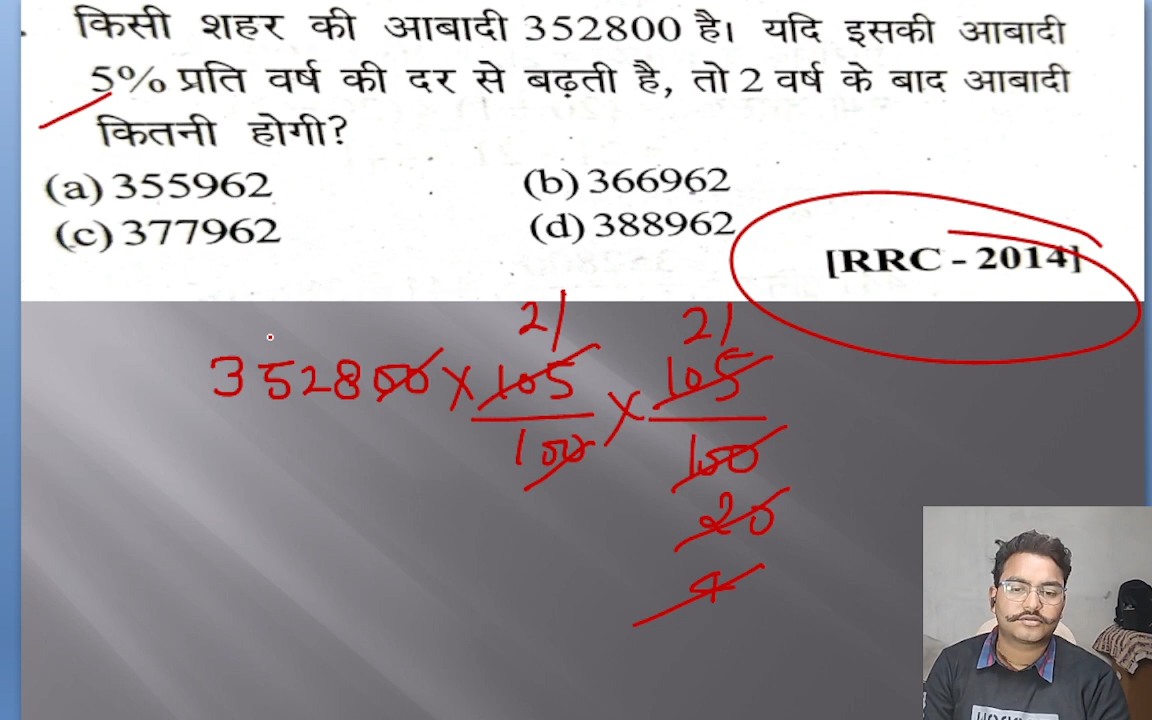 किसी शहर की आबादी 352800 है। यदि इसकी आबादी
5% प्रति वर्ष की दर से बढ़ती है, तो 2 वर्ष के बाद आबादी
कितनी होगी?
(a) 355962 (b) 366962
(c) 377962 (d) 388962
[RRC - 2014]
21 21
352800 × 105 × 105
100 100
20
4